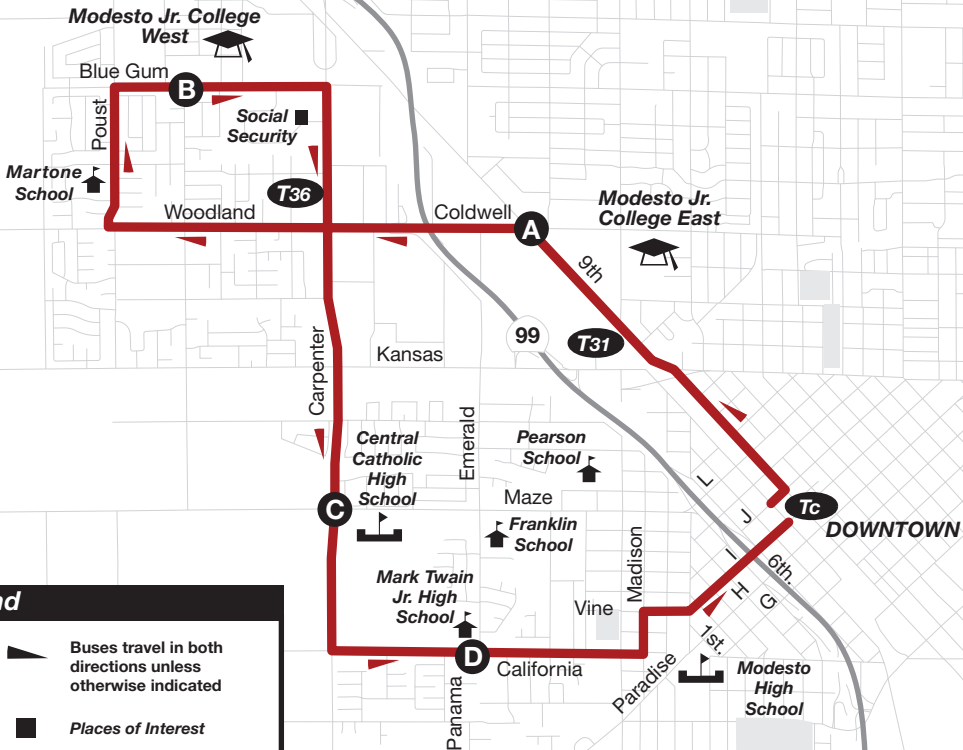 Modesto Jr. College
West
Blue Gum
B
Poust
Social
Security
Martone
School
T36
Woodland
Coldwell
A
Modesto Jr.
College East
9th
99
T31
Kansas
Carpenter
Emerald
Central
Catholic
High
School
Pearson
School
L
Maze
J
Tc
DOWNTOWN
C
Franklin
School
Madison
I
6th.
H
G
Mark Twain
Jr. High
School
Vine
1st.
D
California
Panama
Paradise
Modesto
High
School
nd
Buses travel in both
directions unless
otherwise indicated
Places of Interest